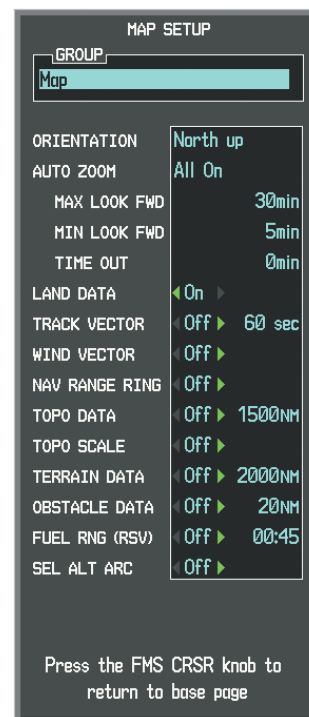 MAP SETUP
GROUP
Map
ORIENTATION North up
AUTO ZOOM All On
MAX LOOK FWD 30min
MIN LOOK FWD 5min
TIME OUT 0min
LAND DATA On
TRACK VECTOR Off 60 sec
WIND VECTOR Off
NAV RANGE RING Off
TOPO DATA Off 1500NM
TOPO SCALE Off
TERRAIN DATA Off 2000NM
OBSTACLE DATA Off 20NM
FUEL RNG (RSV) Off 00:45
SEL ALT ARC Off
Press the FMS CRSR knob to
return to base page